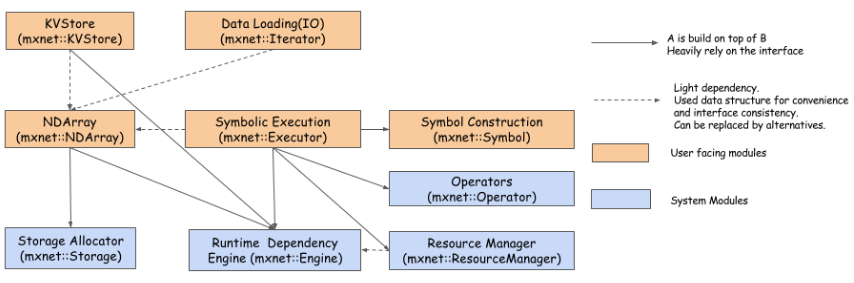 KVStore
(mxnet::KVStore)
Data Loading(IO)
(mxnet::Iterator)
A is build on top of B
Heavily rely on the interface
Light dependency.
Used data structure for convenience
and interface consistency.
Can be replaced by alternatives.
NDArray
(mxnet::NDArray)
Symbolic Execution
(mxnet::Executor)
Symbol Construction
(mxnet::Symbol)
User facing modules
Operators
(mxnet::Operator)
System Modules
Storage Allocator
(mxnet::Storage)
Runtime Dependency
Engine (mxnet::Engine)
Resource Manager
(mxnet::ResourceManager)